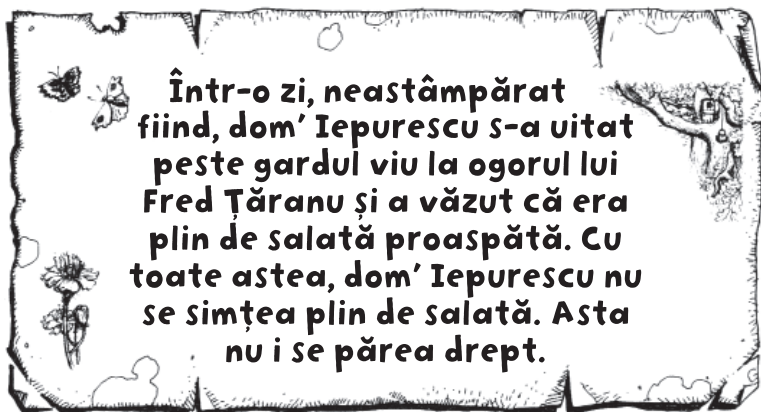 Într-o zi, neastâmpărat
fiind, dom’ Iepurescu s-a uitat
peste gardul viu la ogorul lui
Fred Țăranu și a văzut că era
plin de salată proaspătă. Cu
toate astea, dom’ Iepurescu nu
se simțea plin de salată. Asta
nu i se părea drept.